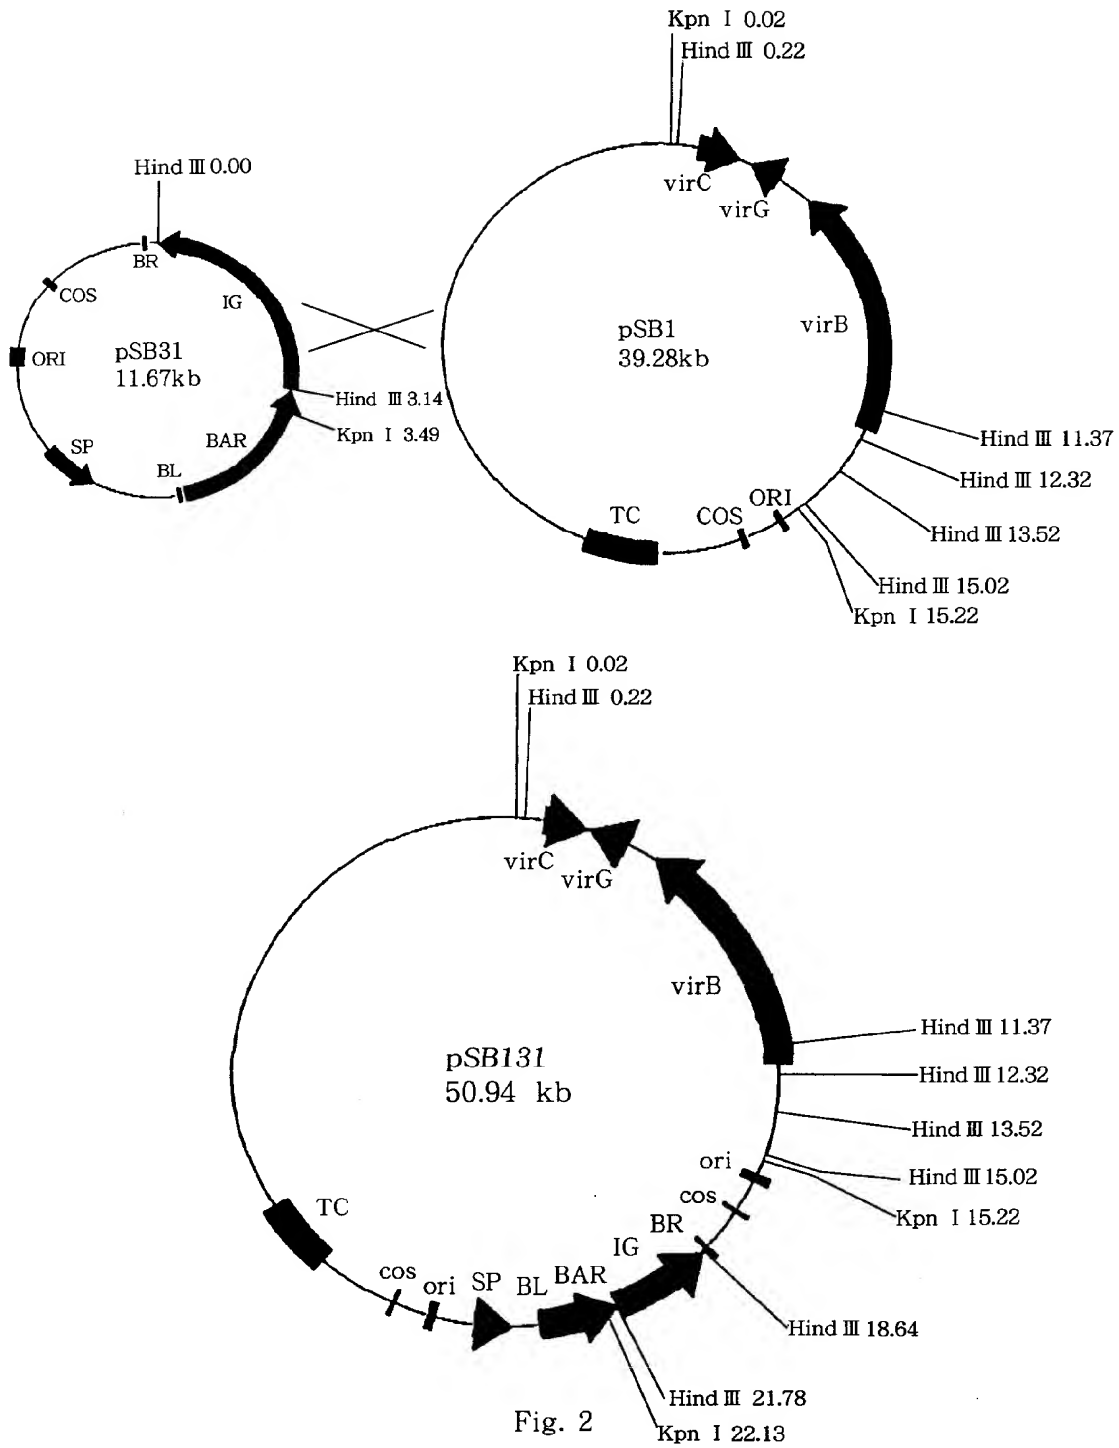 Kpn I 0.02
Hind III 0.22
virC
virG
virB
pSB1
39.28kb
Hind III 11.37
Hind III 12.32
Hind III 13.52
Hind III 15.02
Kpn I 15.22
ORI
COS
TC
Hind III 0.00
BR
COS
IG
ORI
pSB31
11.67kb
Hind III 3.14
Kpn I 3.49
BAR
SP
BL
Kpn I 0.02
Hind III 0.22
virC
virG
virB
pSB131
50.94 kb
Hind III 11.37
Hind III 12.32
Hind III 13.52
Hind III 15.02
Kpn I 15.22
ori
cos
BR
IG
BAR
BL
SP
ori
cos
TC
Hind III 18.64
Hind III 21.78
Kpn I 22.13
Fig. 2